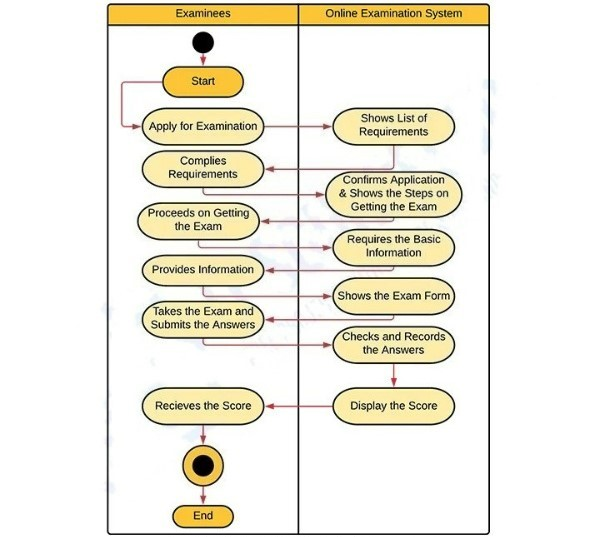 Examinees
Online Examination System
Start
Apply for Examination
Shows List of
Requirements
Complies
Requirements
Confirms Application
& Shows the Steps on
Getting the Exam
Proceeds on Getting
the Exam
Requires the Basic
Information
Provides Information
Shows the Exam Form
Takes the Exam and
Submits the Answers
Checks and Records
the Answers
Recieves the Score
Display the Score
End